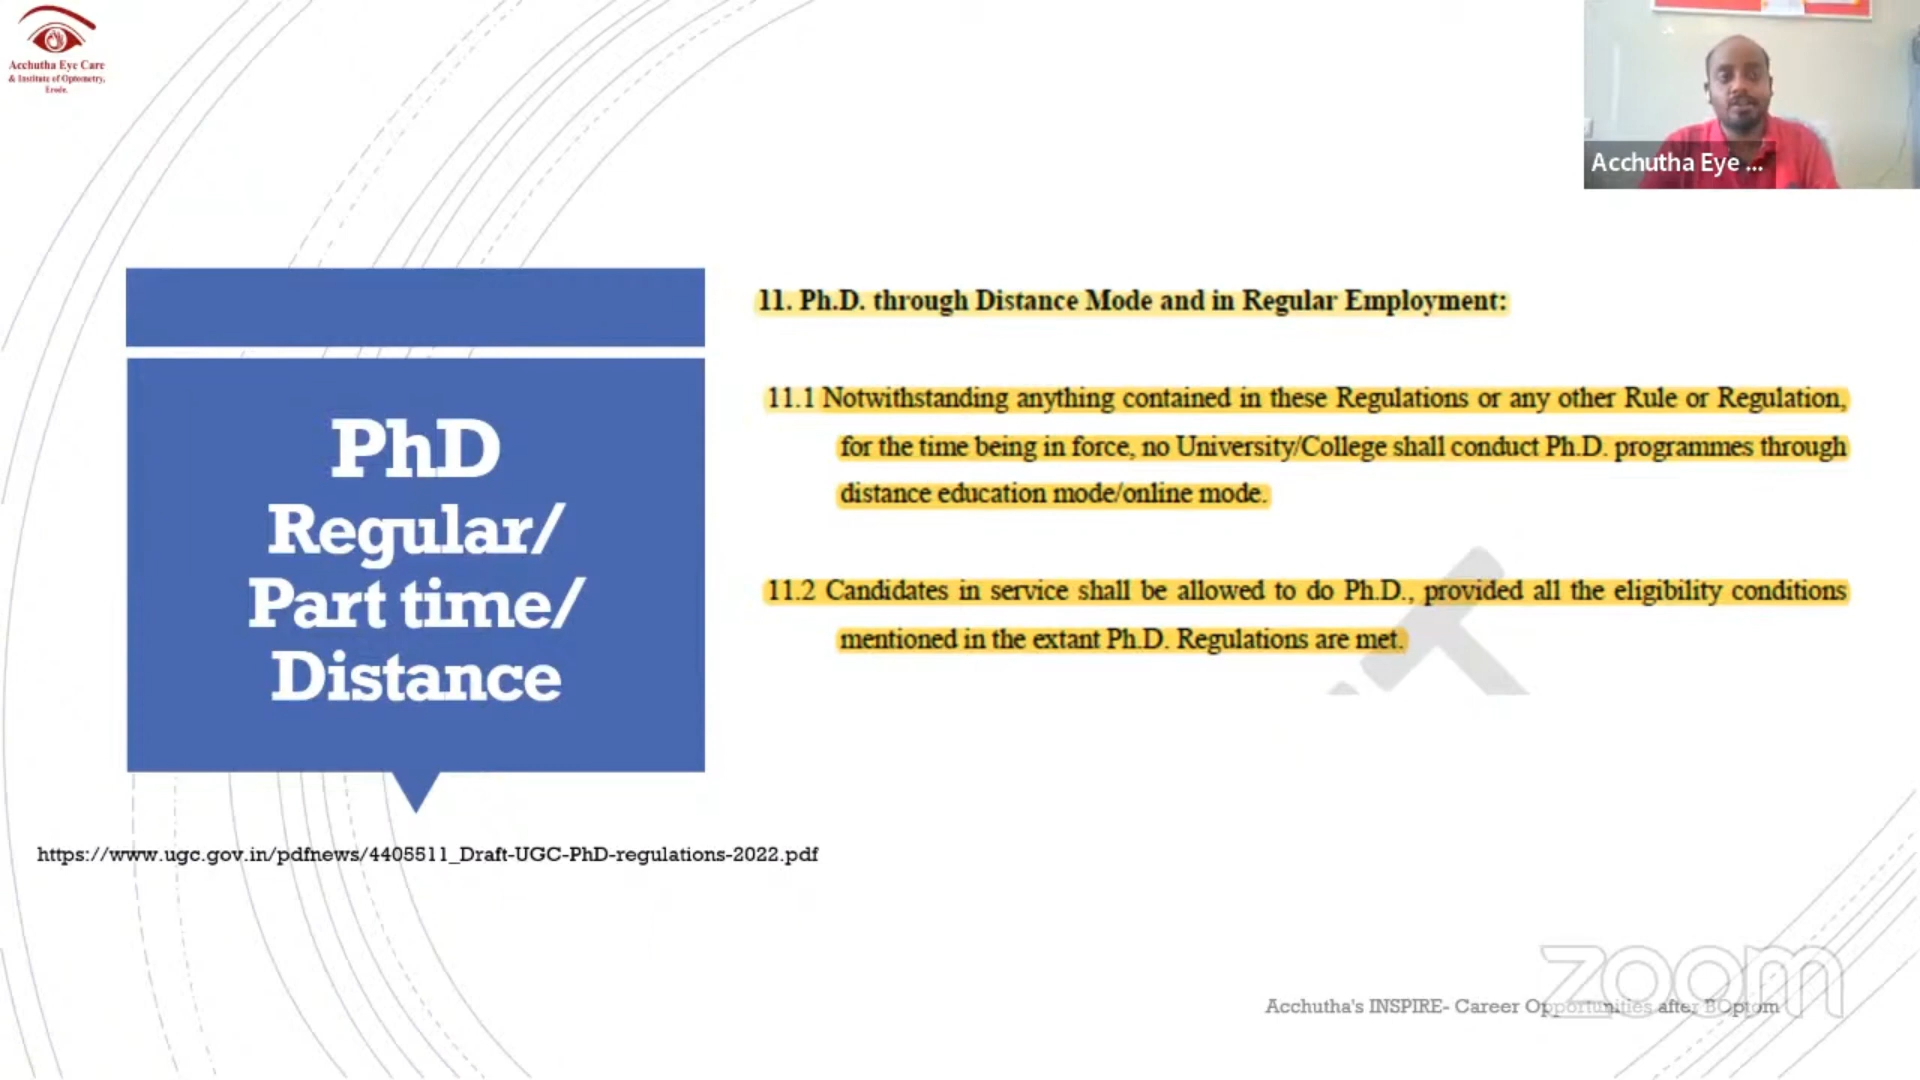 Acchutha Eye Care
& Institute of Optometry,
Erode.
Acchutha Eye ...
PhD
Regular/
Part time/
Distance
11. Ph.D. through Distance Mode and in Regular Employment:
11.1 Notwithstanding anything contained in these Regulations or any other Rule or Regulation,
for the time being in force, no University/College shall conduct Ph.D. programmes through
distance education mode/online mode.
11.2 Candidates in service shall be allowed to do Ph.D., provided all the eligibility conditions
mentioned in the extant Ph.D. Regulations are met.
https://www.ugc.gov.in/pdfnews/4405511_Draft-UGC-PhD-regulations-2022.pdf
zoom
Acchutha's INSPIRE- Career Opportunities after BOptom